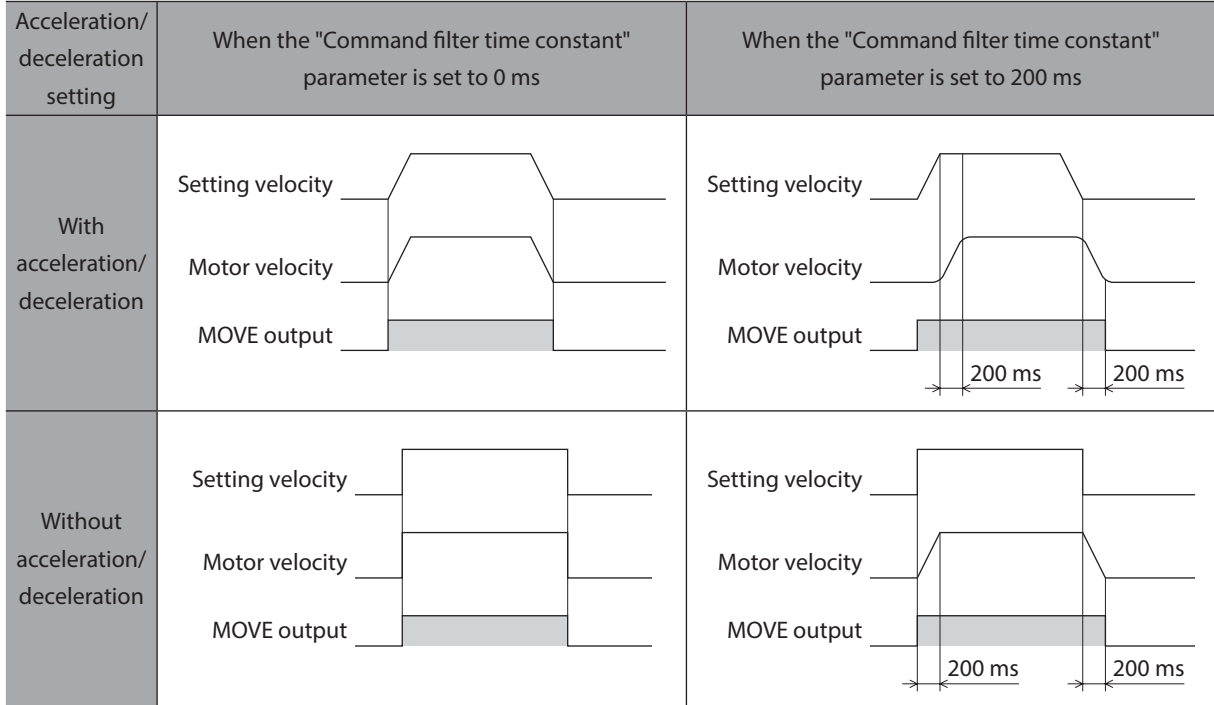 Acceleration/
deceleration
setting
When the "Command filter time constant"
parameter is set to 0 ms
When the "Command filter time constant"
parameter is set to 200 ms
With
acceleration/
deceleration
Setting velocity
Motor velocity
MOVE output
Setting velocity
Motor velocity
MOVE output
200 ms
200 ms
Without
acceleration/
deceleration
Setting velocity
Motor velocity
MOVE output
Setting velocity
Motor velocity
MOVE output
200 ms
200 ms